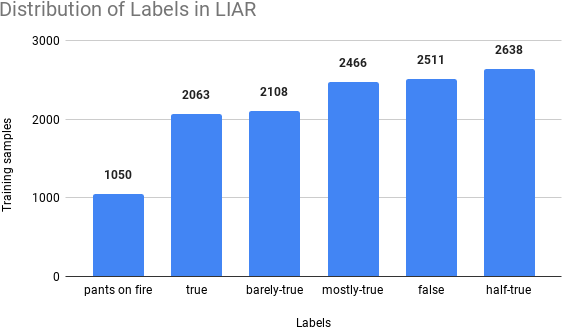 Distribution of Labels in LIAR
3000
2000
1000
0
Training samples
1050
2063
2108
2466
2511
2638
pants on fire
true
barely-true
mostly-true
false
half-true
Labels